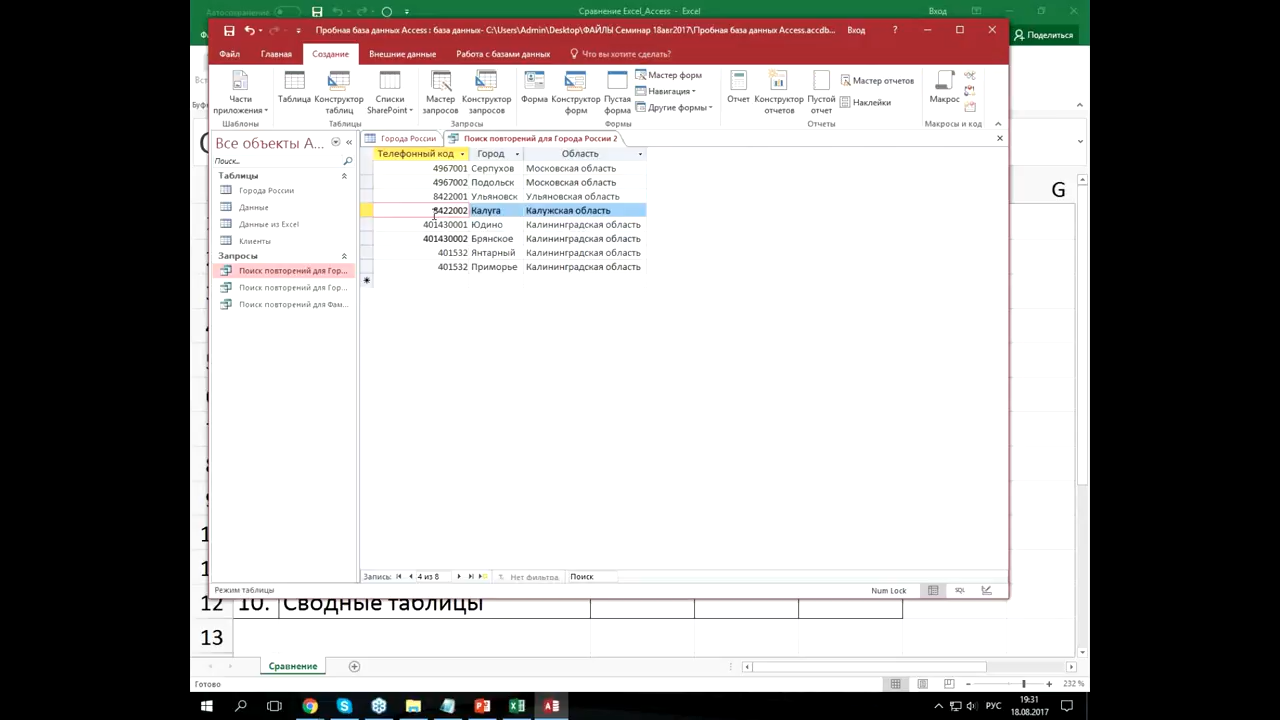 Автосохранение
Сравнение Excel_Access - Excel
Вход
Пробная база данных Access : база данных- C:\Users\Admin\Desktop\ФАЙЛЫ Семинар 18авг2017\Пробная база данных Access.accdb...
Вход
Поделиться
Файл Главная Создание Внешние данные Работа с базами данных Что вы хотите сделать?
Части приложения
Таблица
Конструктор таблиц
Списки SharePoint
Мастер запросов
Конструктор запросов
Форма
Конструктор форм
Пустая форма
Мастер форм
Навигация
Другие формы
Отчет
Конструктор отчетов
Пустой отчет
Мастер отчетов
Наклейки
Макрос
Шаблоны Таблицы Запросы Формы Отчеты Макросы и код
Все объекты A...
Поиск...
Таблицы
Города России
Данные
Данные из Excel
Клиенты
Запросы
Поиск повторений для Гор...
Поиск повторений для Гор...
Поиск повторений для Фам...
Города России Поиск повторений для Города России 2
Телефонный код Город Область
4967001 Серпухов Московская область
4967002 Подольск Московская область
8422001 Ульяновск Ульяновская область
8422002 Калуга Калужская область
401430001 Юдино Калининградская область
401430002 Брянское Калининградская область
401532 Янтарный Калининградская область
401532 Приморье Калининградская область
Запись: 4 из 8 Нет фильтра Поиск
Режим таблицы Num Lock SQL
G
12 10. Сводные таблицы
13
Сравнение
Готово 232 %
РУС 19:31
18.08.2017